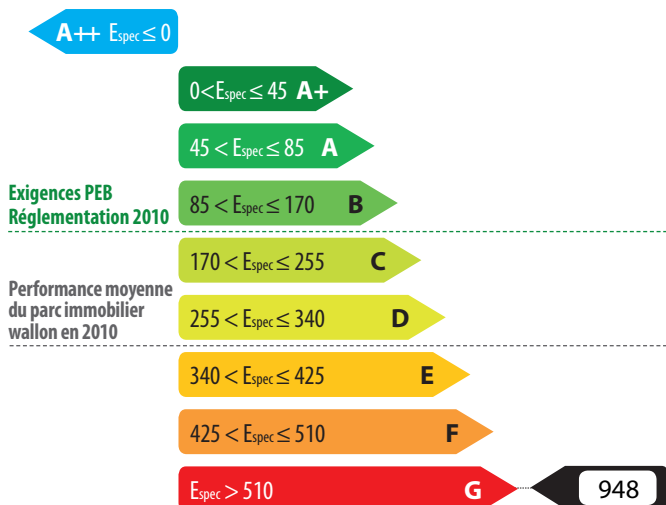 A++ Espec ≤ 0
0<Espec ≤ 45 A+
45 < Espec ≤ 85 A
Exigences PEB
Réglementation 2010
85 < Espec ≤ 170 B
170 < Espec ≤ 255 C
Performance moyenne
du parc immobilier
wallon en 2010
255 < Espec ≤ 340 D
340 < Espec ≤ 425 E
425 < Espec ≤ 510 F
Espec > 510 G
948